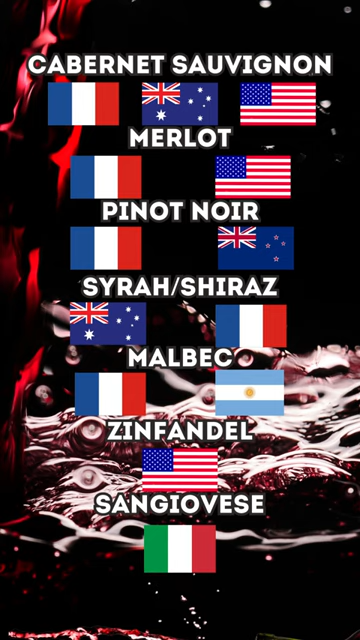 CABERNET SAUVIGNON
MERLOT
PINOT NOIR
SYRAH/SHIRAZ
MALBEC
ZINFANDEL
SANGIOVESE